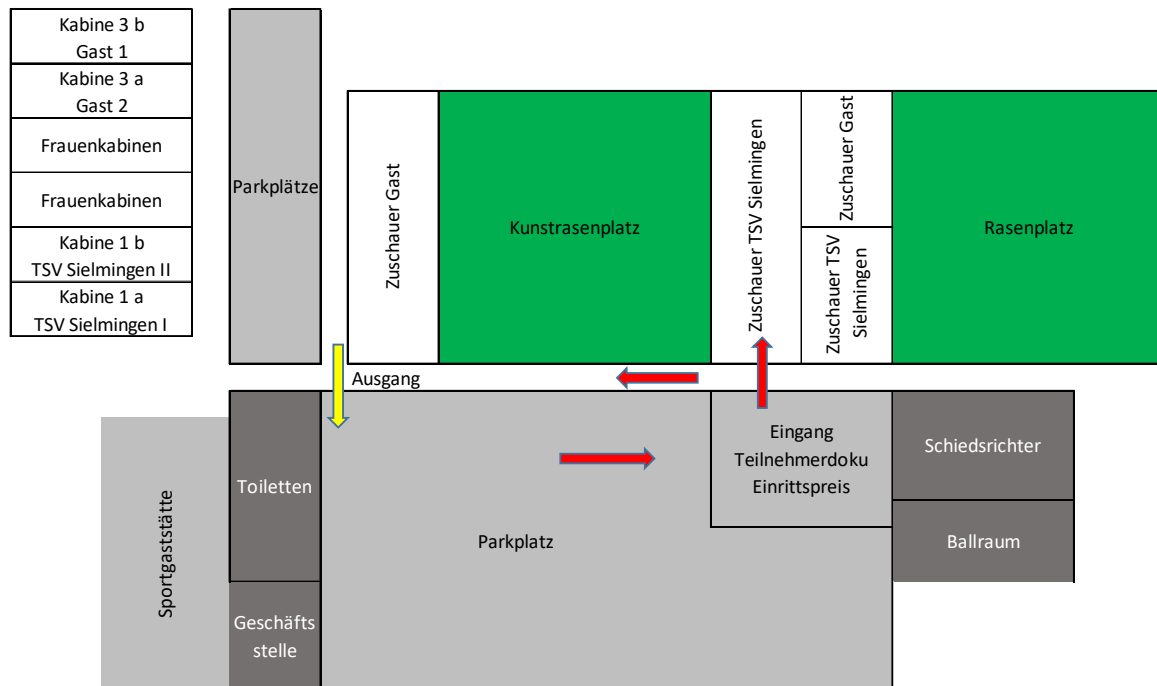 Kabine 3 b
Gast 1
Kabine 3 a
Gast 2
Frauenkabinen
Frauenkabinen
Kabine 1 b
TSV Sielmingen II
Kabine 1 a
TSV Sielmingen I
Parkplätze
Zuschauer Gast
Kunstrasenplatz
Zuschauer TSV Sielmingen
Zuschauer Gast
Zuschauer TSV
Sielmingen
Rasenplatz
Ausgang
Sportgaststätte
Toiletten
Geschäfts
stelle
Parkplatz
Eingang
Teilnehmerdoku
Einrittspreis
Schiedsrichter
Ballraum